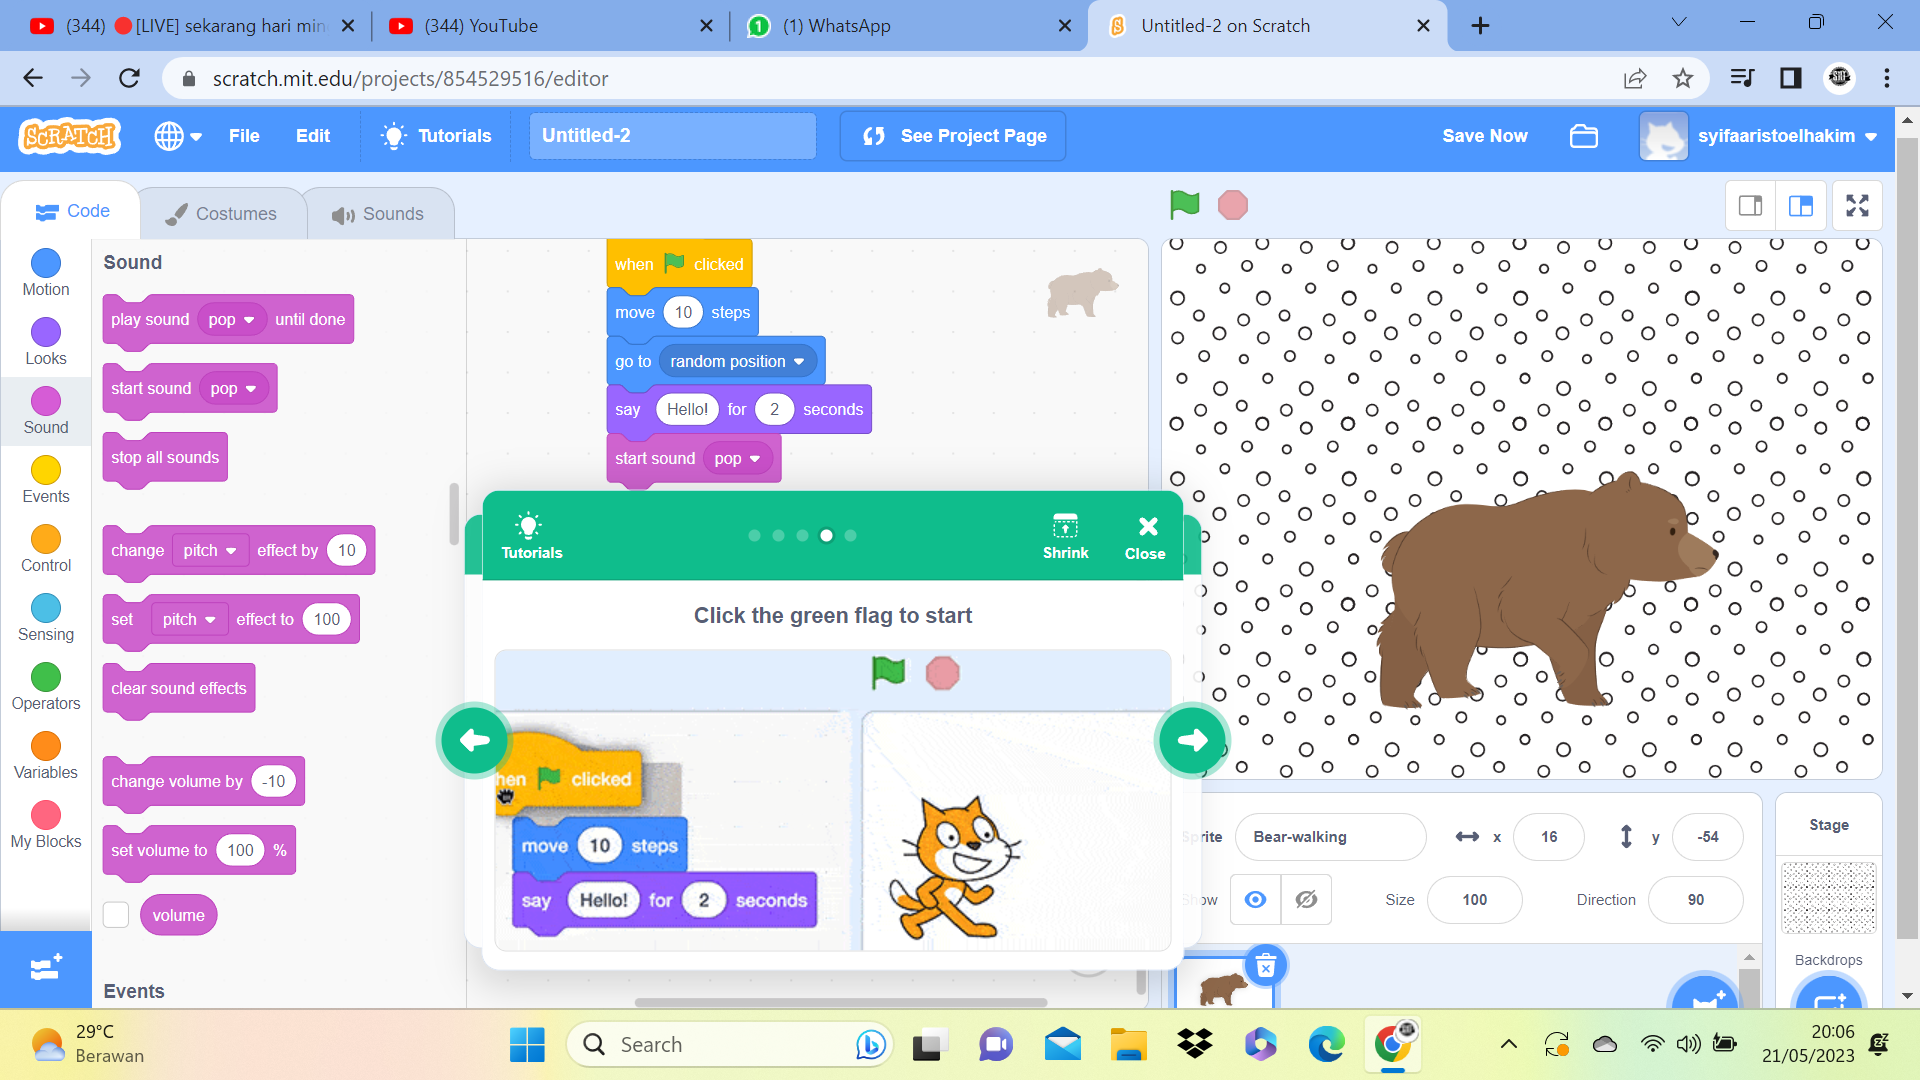 (344) [LIVE] sekarang hari min
(344) YouTube
1
(1) WhatsApp
Untitled-2 on Scratch
scratch.mit.edu/projects/854529516/editor
SCRATCH
File
Edit
Tutorials
Untitled-2
See Project Page
Save Now
syifaaristoelhakim
Code
Costumes
Sounds
Motion
Looks
Sound
Events
Control
Sensing
Operators
Variables
My Blocks
Sound
play sound pop until done
start sound pop
stop all sounds
change pitch effect by 10
set pitch effect to 100
clear sound effects
change volume by -10
set volume to 100 %
volume
Events
when clicked
move 10 steps
go to random position
say Hello! for 2 seconds
start sound pop
Tutorials
Shrink
Close
Click the green flag to start
hen clicked
move 10 steps
say Hello! for 2 seconds
prite
Bear-walking
x 16
y -54
ow
Size 100
Direction 90
Stage
Backdrops
29°C
Berawan
Search
20:06
21/05/2023